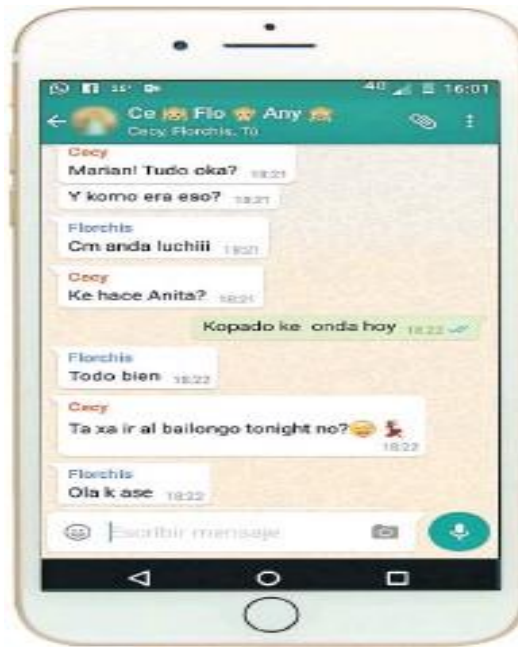 4G 16:01
Ce Flo Any
Cecy, Florchis, Tú
Cecy
Marian! Tudo oka? 18:21
Y komo era eso? 18:21
Florchis
Cm anda luchiii 18:21
Cecy
Ke hace Anita? 18:21
Kopado ke onda hoy 18:22
Florchis
Todo bien 18:22
Cecy
Ta xa ir al bailongo tonight no? 18:22
Florchis
Ola k ase 18:22
Escribir mensaje